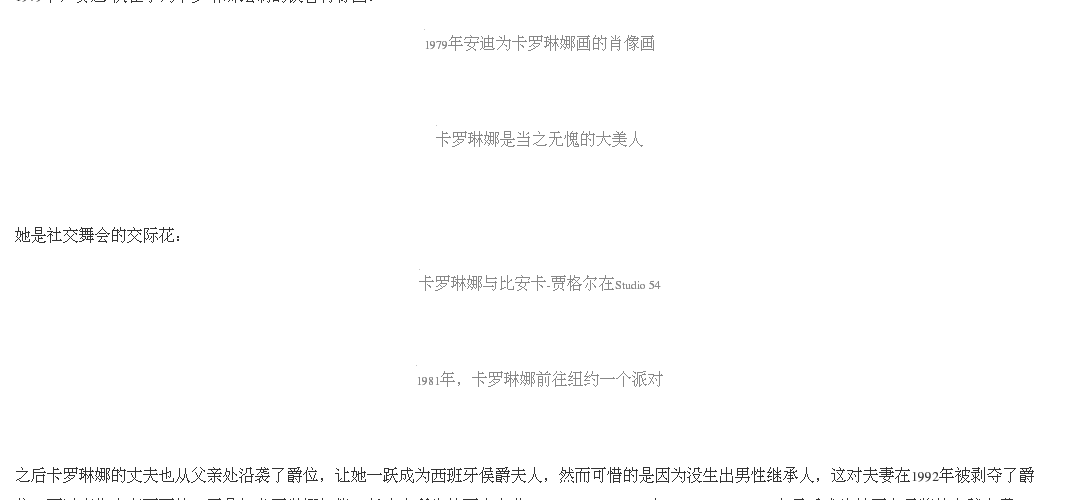 1979年安迪为卡罗琳娜画的肖像画
卡罗琳娜是当之无愧的大美人
她是社交舞会的交际花：
卡罗琳娜与比安卡-贾格尔在Studio 54
1981年，卡罗琳娜前往纽约一个派对
之后卡罗琳娜的丈夫也从父亲处沿袭了爵位，让她一跃成为西班牙侯爵夫人，然而可惜的是因为没生出男性继承人，这对夫妻在1992年被剥夺了爵